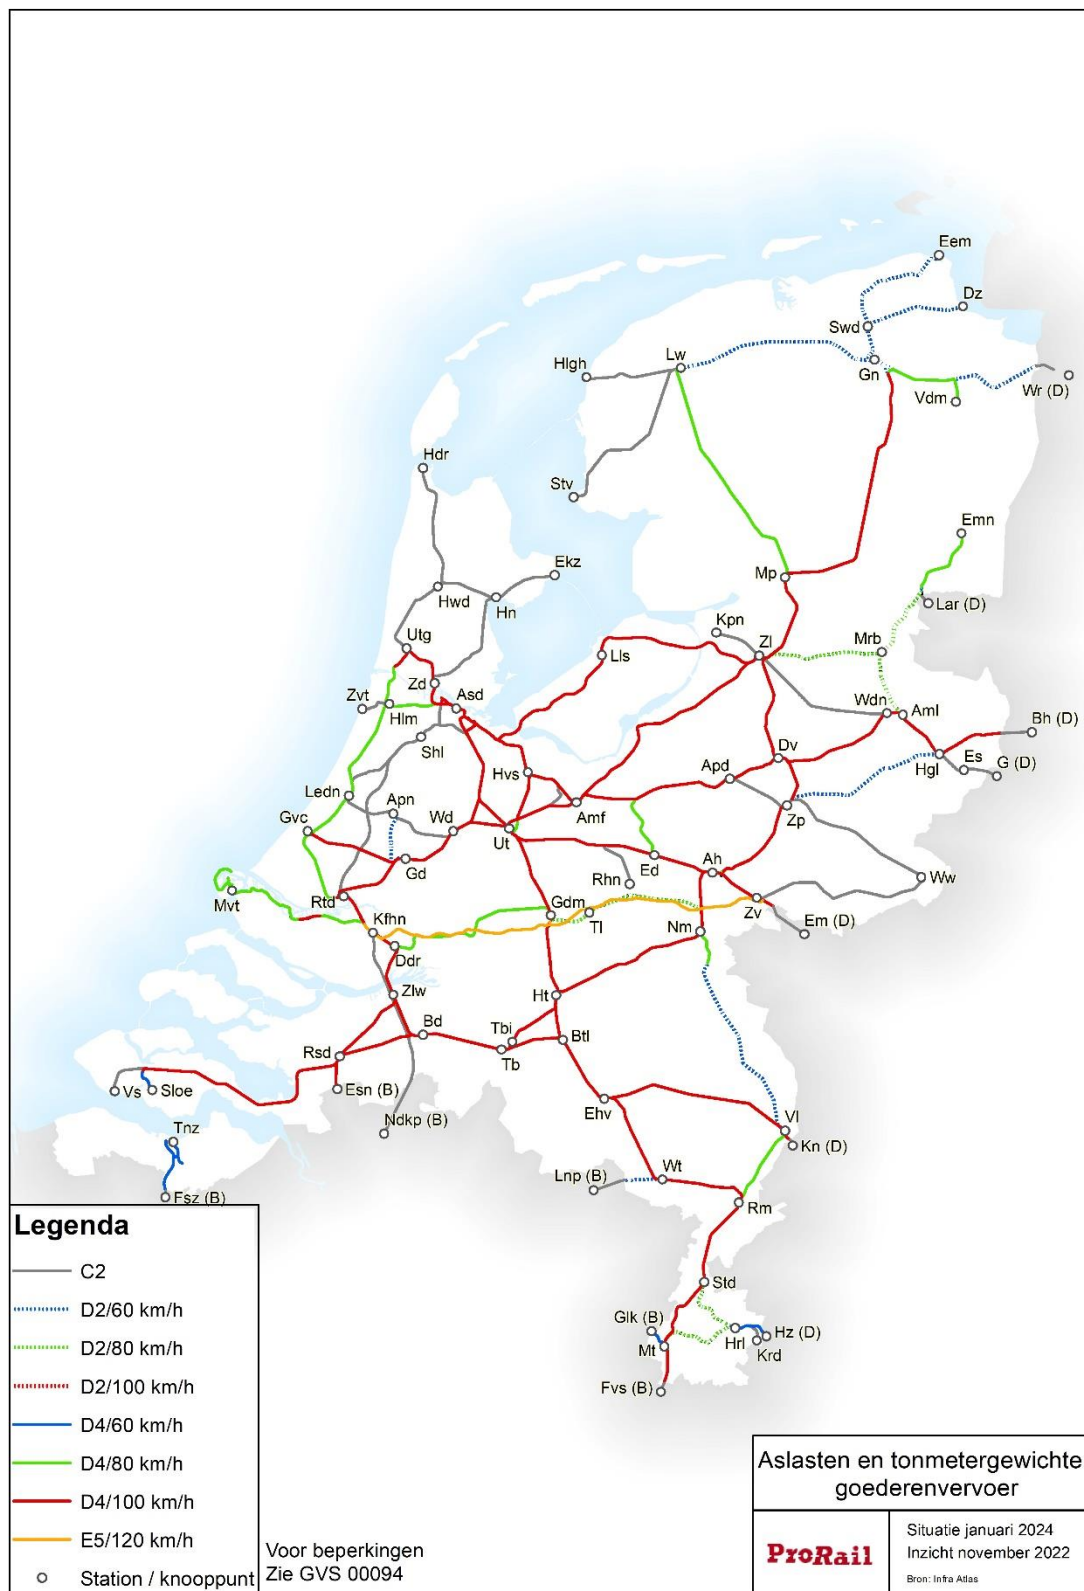 Eem
Dz
Swd
Lw
Hlgh
Gn
Wr (D)
Vdm
Hdr
Stv
Emn
Ekz
Mp
Hwd
Hn
Lar (D)
Kpn
Utg
Zl
Mrb
Lls
Zd
Zvt
Asd
Wdn
Aml
Hlm
Bh (D)
Shl
Dv
Es
Hgl
G (D)
Hvs
Apd
Ledn
Apn
Gvc
Wd
Amf
Zp
Ut
Gd
Ed
Ah
Rhn
Ww
Mvt
Rtd
Gdm
Kfhn
Tl
Zv
Em (D)
Nm
Ddr
Zlw
Ht
Bd
Tbi
Btl
Rsd
Tb
Vs
Sloe
Esn (B)
Ehv
Ndkp (B)
Tnz
Vl
Kn (D)
Lnp (B)
Wt
Fsz (B)
Rm
Std
Glk (B)
Hz (D)
Mt
Hrl
Krd
Fvs (B)
Legenda
C2
D2/60 km/h
D2/80 km/h
D2/100 km/h
D4/60 km/h
D4/80 km/h
D4/100 km/h
E5/120 km/h
Station / knooppunt
Voor beperkingen
Zie GVS 00094
Aslasten en tonmetergewichte
goederenvervoer
ProRail
Situatie januari 2024
Inzicht november 2022
Bron: Infra Atlas